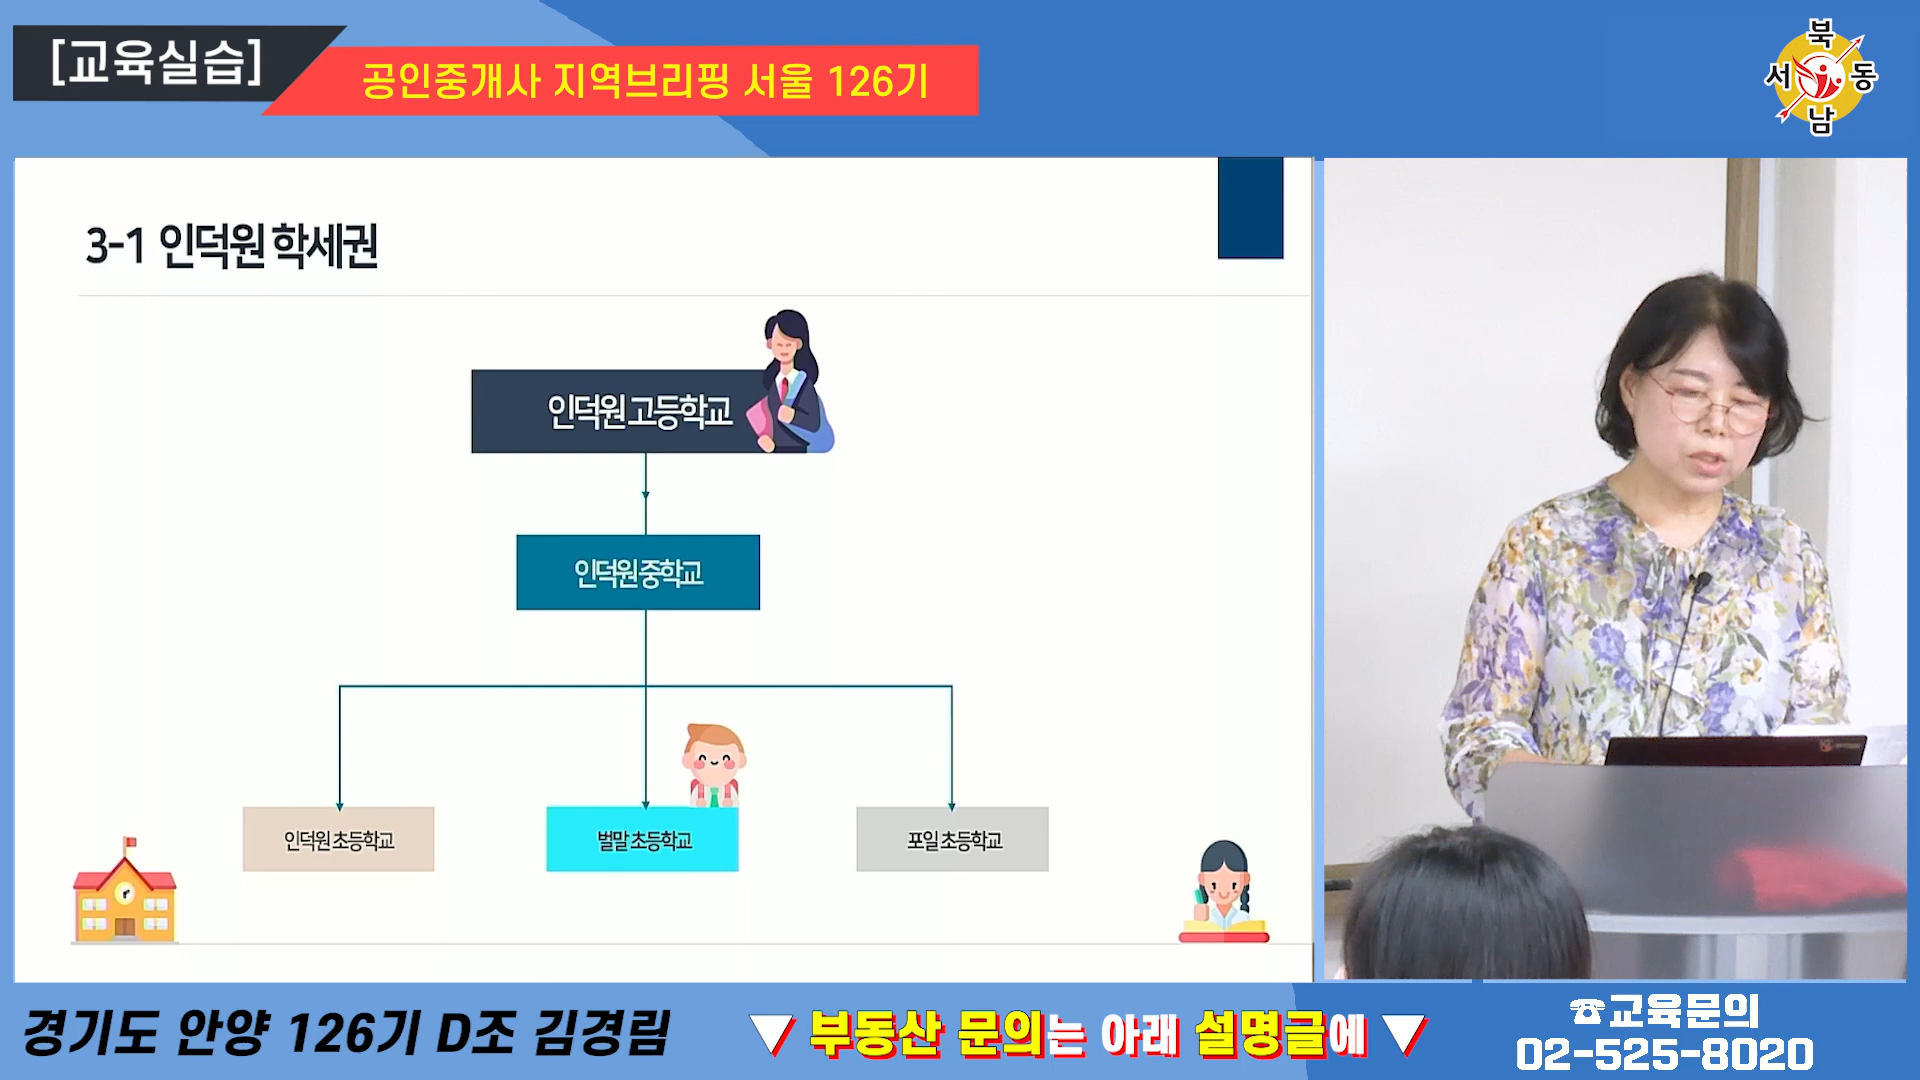 [교육실습]
공인중개사 지역브리핑 서울 126기
북
서 동
남
3-1 인덕원 학세권
인덕원 고등학교
인덕원 중학교
인덕원 초등학교
벌말 초등학교
포일 초등학교
경기도 안양 126기 D조 김경림
▼ 부동산 문의는 아래 설명글에 ▼
☎교육문의
02-525-8020